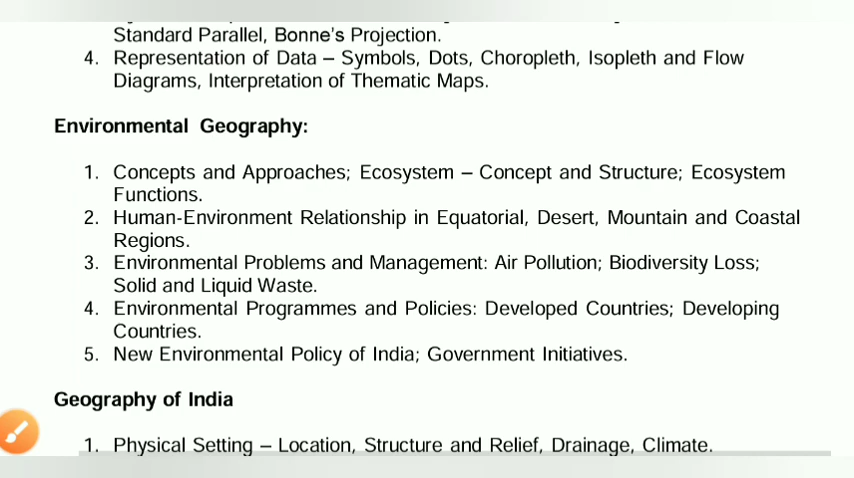 Standard Parallel, Bonne's Projection.
4. Representation of Data – Symbols, Dots, Choropleth, Isopleth and Flow
Diagrams, Interpretation of Thematic Maps.
Environmental Geography:
1. Concepts and Approaches; Ecosystem – Concept and Structure; Ecosystem
Functions.
2. Human-Environment Relationship in Equatorial, Desert, Mountain and Coastal
Regions.
3. Environmental Problems and Management: Air Pollution; Biodiversity Loss;
Solid and Liquid Waste.
4. Environmental Programmes and Policies: Developed Countries; Developing
Countries.
5. New Environmental Policy of India; Government Initiatives.
Geography of India
1. Physical Setting – Location, Structure and Relief, Drainage, Climate.